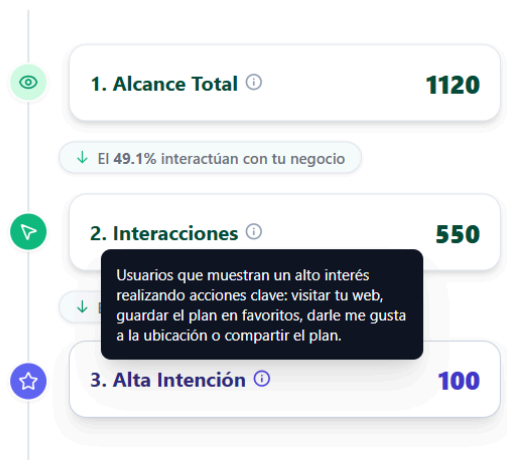 1. Alcance Total
1120
El 49.1% interactúan con tu negocio
2. Interacciones
550
Usuarios que muestran un alto interés
realizando acciones clave: visitar tu web,
guardar el plan en favoritos, darle me gusta
a la ubicación o compartir el plan.
3. Alta Intención
100